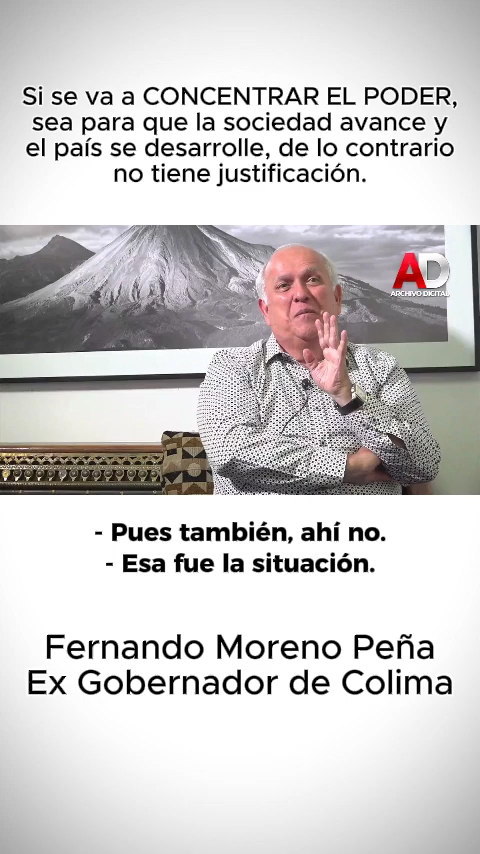 Si se va a CONCENTRAR EL PODER,
sea para que la sociedad avance y
el país se desarrolle, de lo contrario
no tiene justificación.
AD
ARCHIVO DIGITAL
- Pues también, ahí no.
- Esa fue la situación.
Fernando Moreno Peña
Ex Gobernador de Colima